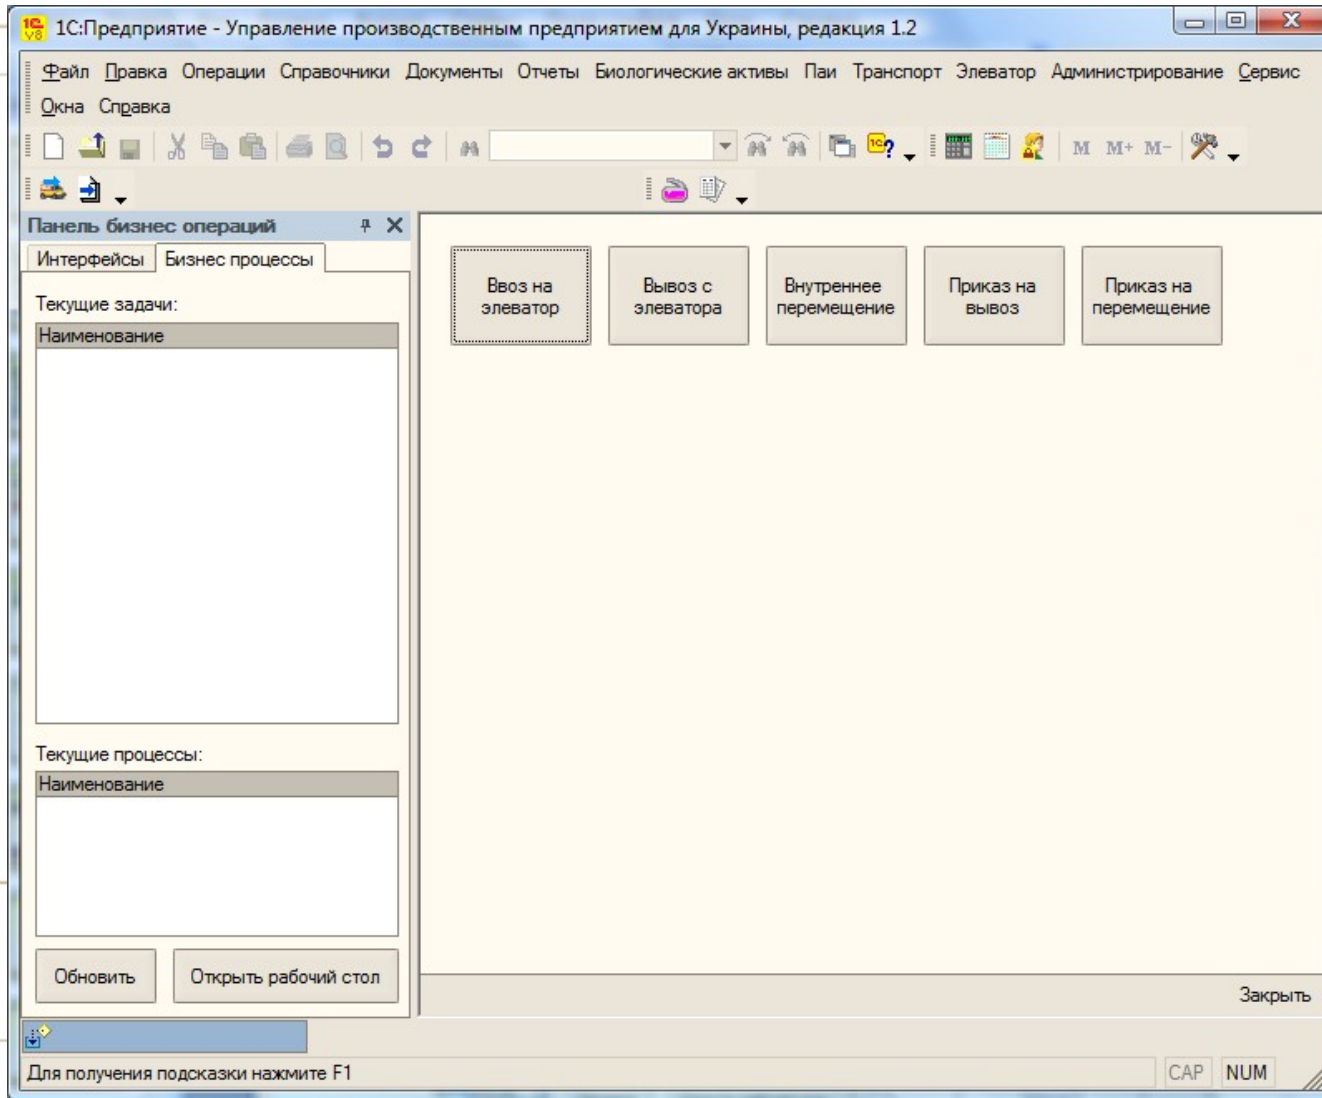 1С:Предприятие - Управление производственным предприятием для Украины, редакция 1.2
Файл Правка Операции Справочники Документы Отчеты Биологические активы Паи Транспорт Элеватор Администрирование Сервис
Окна Справка
M M+ M-
Панель бизнес операций
Интерфейсы Бизнес процессы
Текущие задачи:
Наименование
Ввоз на
элеватор
Вывоз с
элеватора
Внутреннее
перемещение
Приказ на
вывоз
Приказ на
перемещение
Текущие процессы:
Наименование
Обновить Открыть рабочий стол
Закрыть
Для получения подсказки нажмите F1 CAP NUM